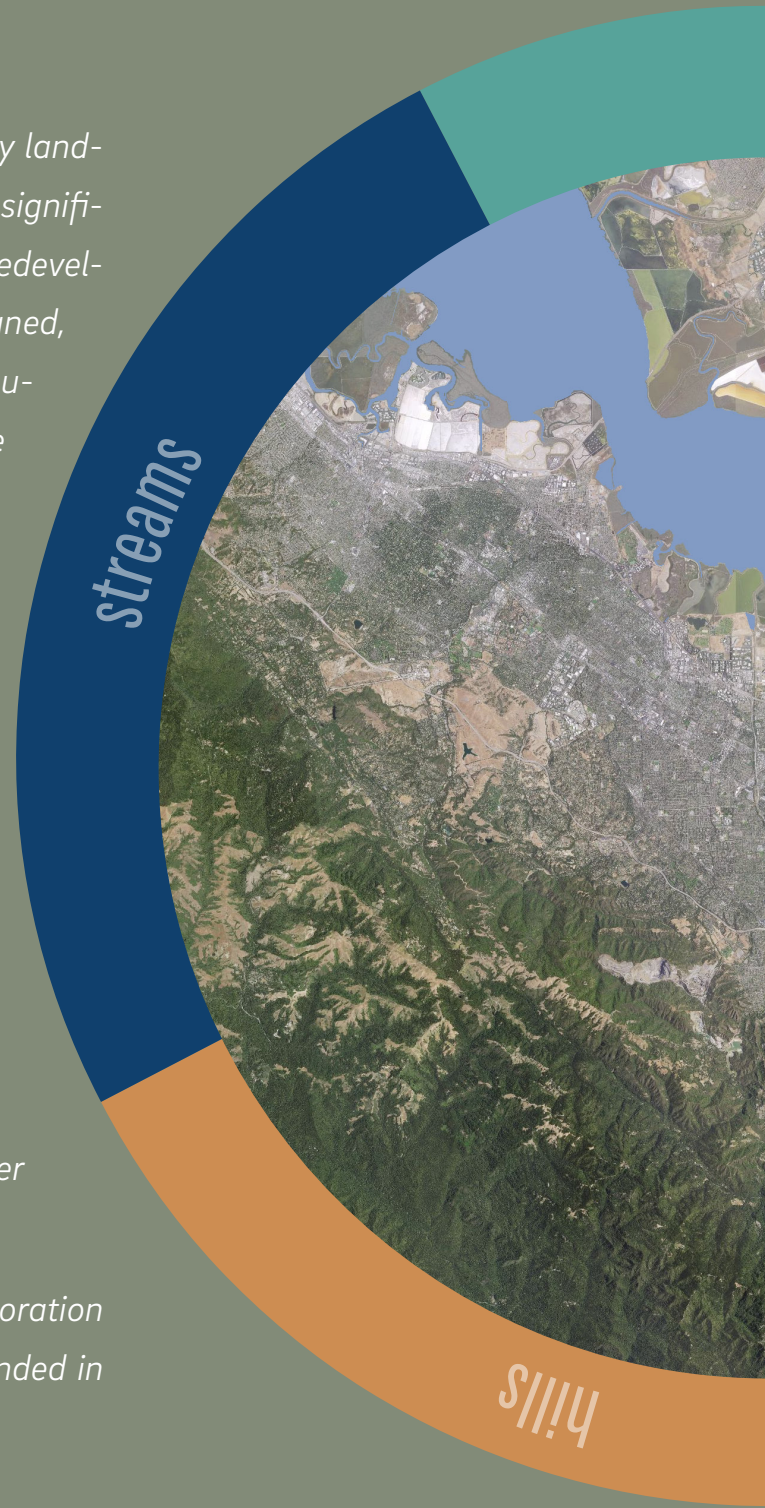 y land-
signifi-
edevel-
ned,
u-
e
streams
er
oration
nded in
hills